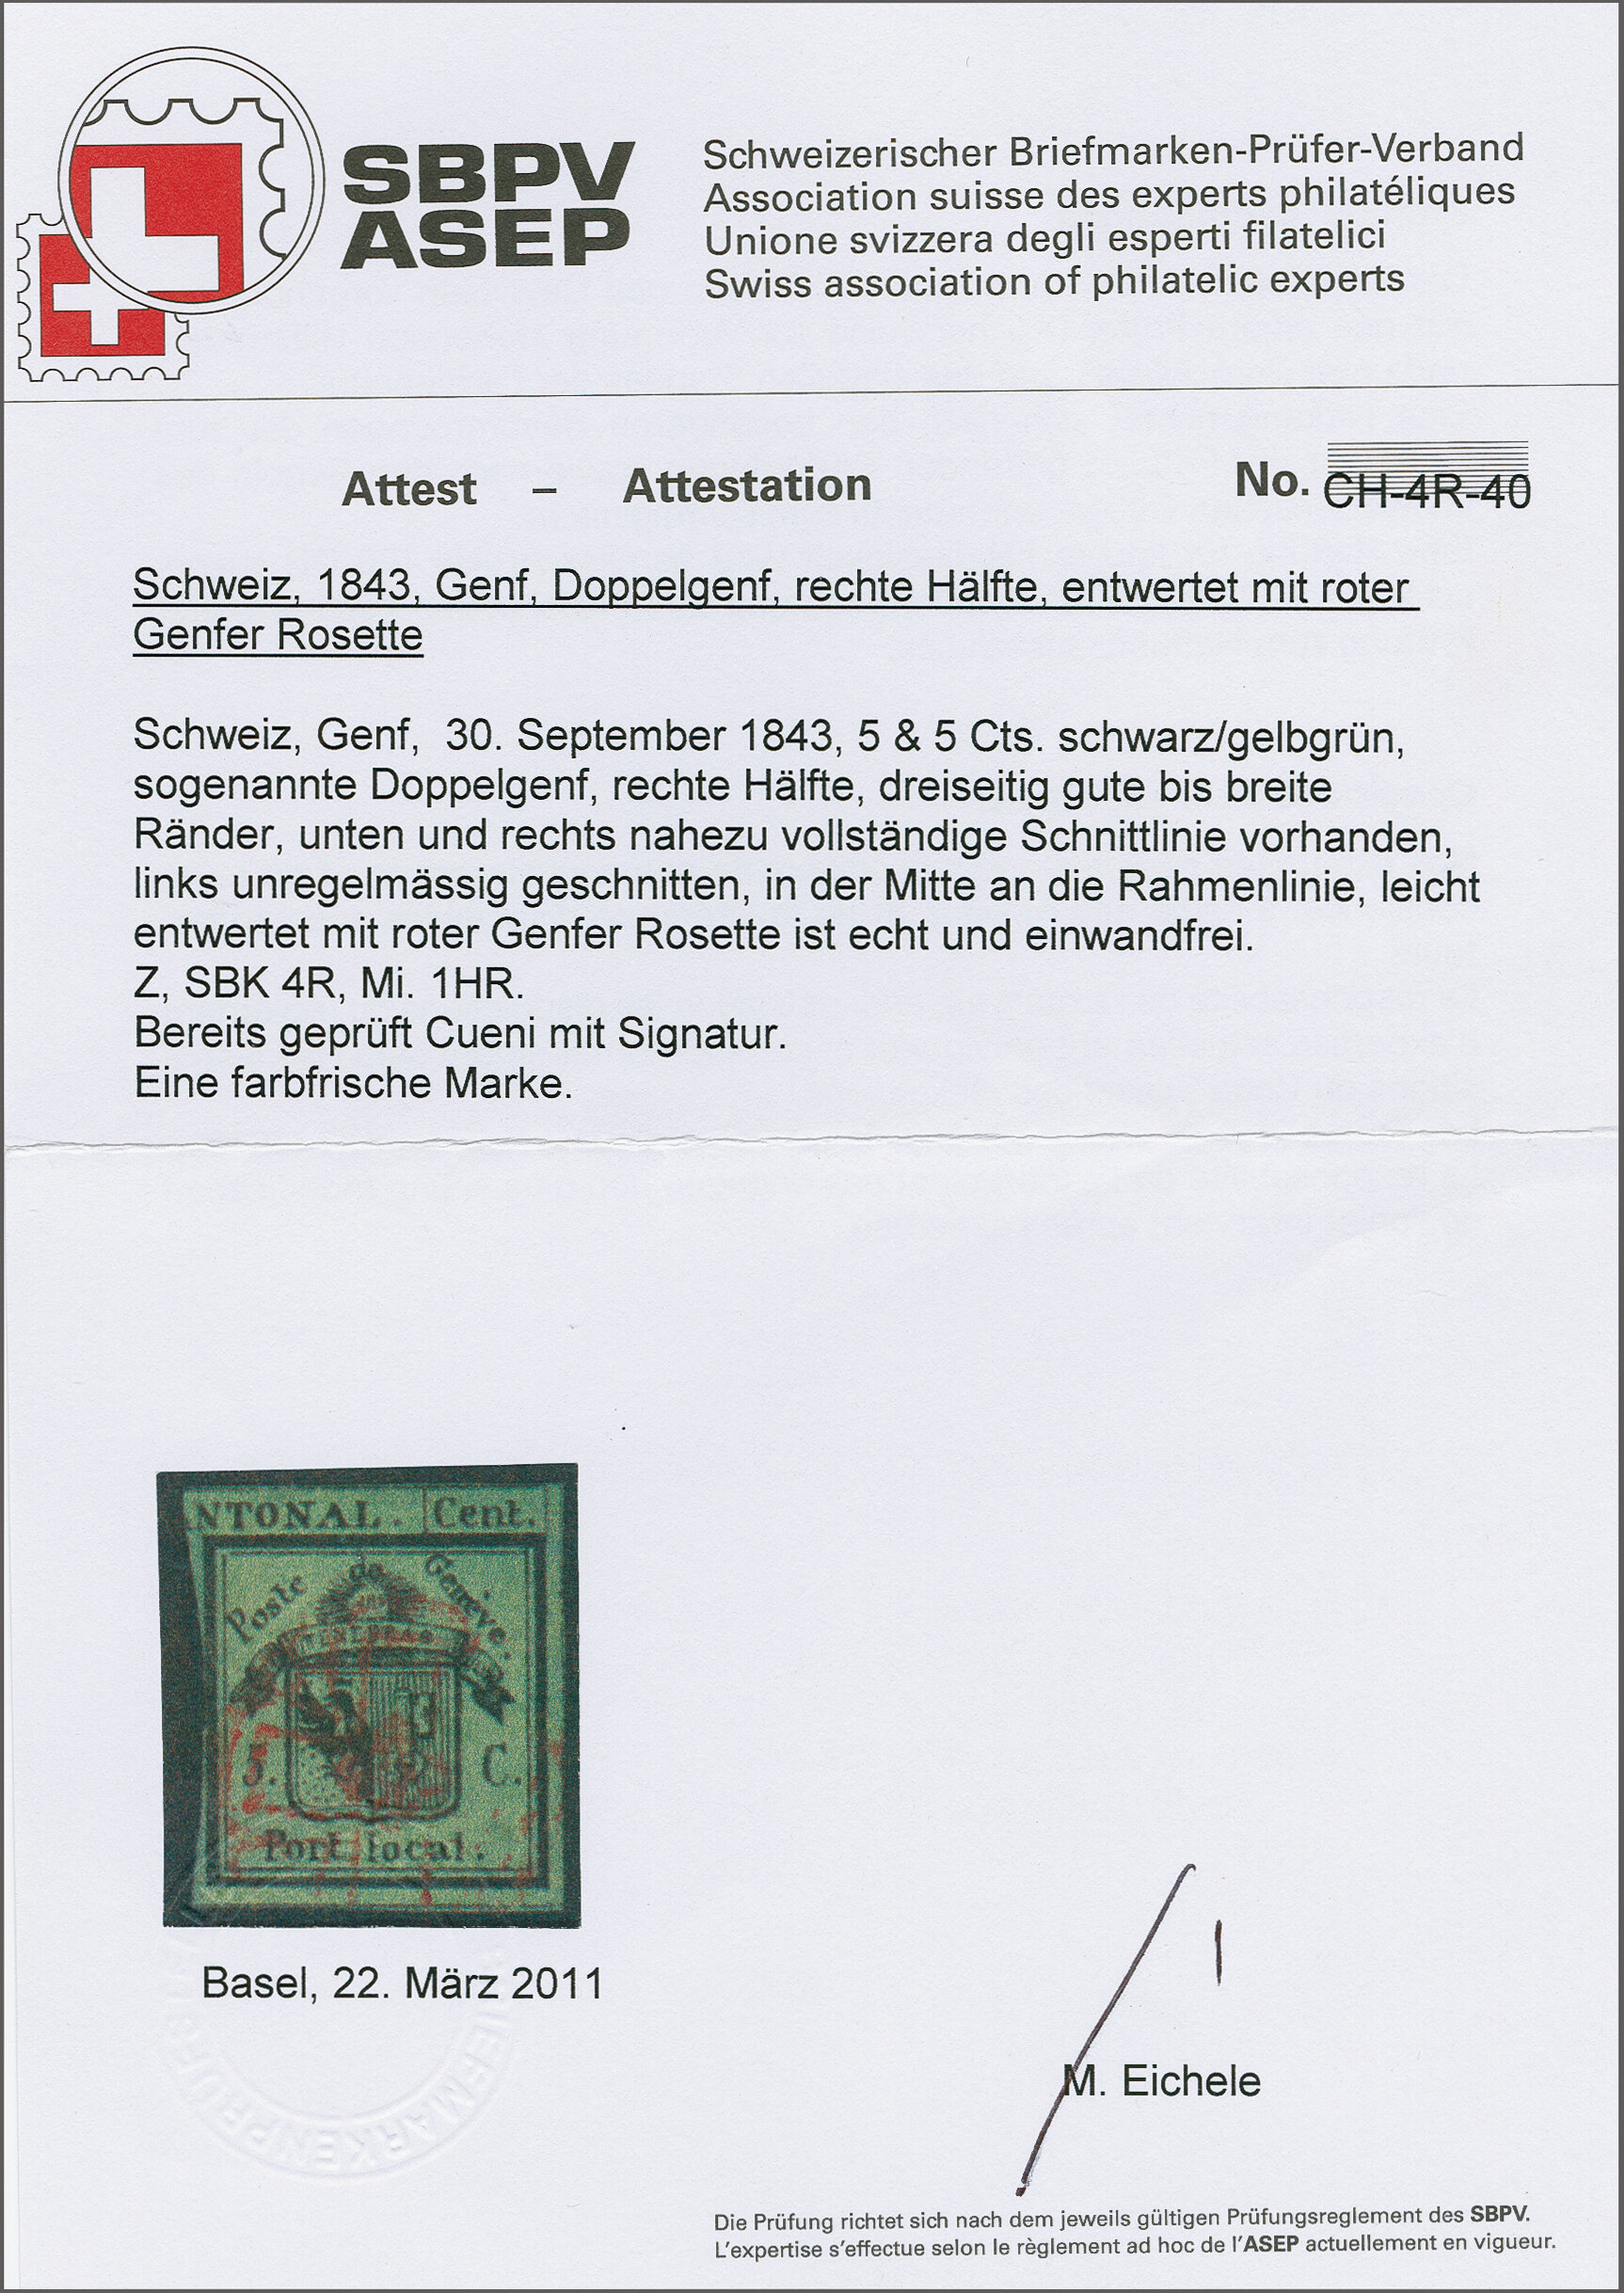 SBPV
ASEP
Schweizerischer Briefmarken-Prüfer-Verband
Association suisse des experts philatéliques
Unione svizzera degli esperti filatelici
Swiss association of philatelic experts
Attest – Attestation
No. CH-4R-40
Schweiz, 1843, Genf, Doppelgenf, rechte Hälfte, entwertet mit roter
Genfer Rosette
Schweiz, Genf, 30. September 1843, 5 & 5 Cts. schwarz/gelbgrün,
sogenannte Doppelgenf, rechte Hälfte, dreiseitig gute bis breite
Ränder, unten und rechts nahezu vollständige Schnittlinie vorhanden,
links unregelmässig geschnitten, in der Mitte an die Rahmenlinie, leicht
entwertet mit roter Genfer Rosette ist echt und einwandfrei.
Z, SBK 4R, Mi. 1HR.
Bereits geprüft Cueni mit Signatur.
Eine farbfrische Marke.
NTONAL. Cent.
Poste de Genève.
5. C.
Port local.
Basel, 22. März 2011
M. Eichele
Die Prüfung richtet sich nach dem jeweils gültigen Prüfungsreglement des SBPV.
L'expertise s'effectue selon le règlement ad hoc de l'ASEP actuellement en vigueur.